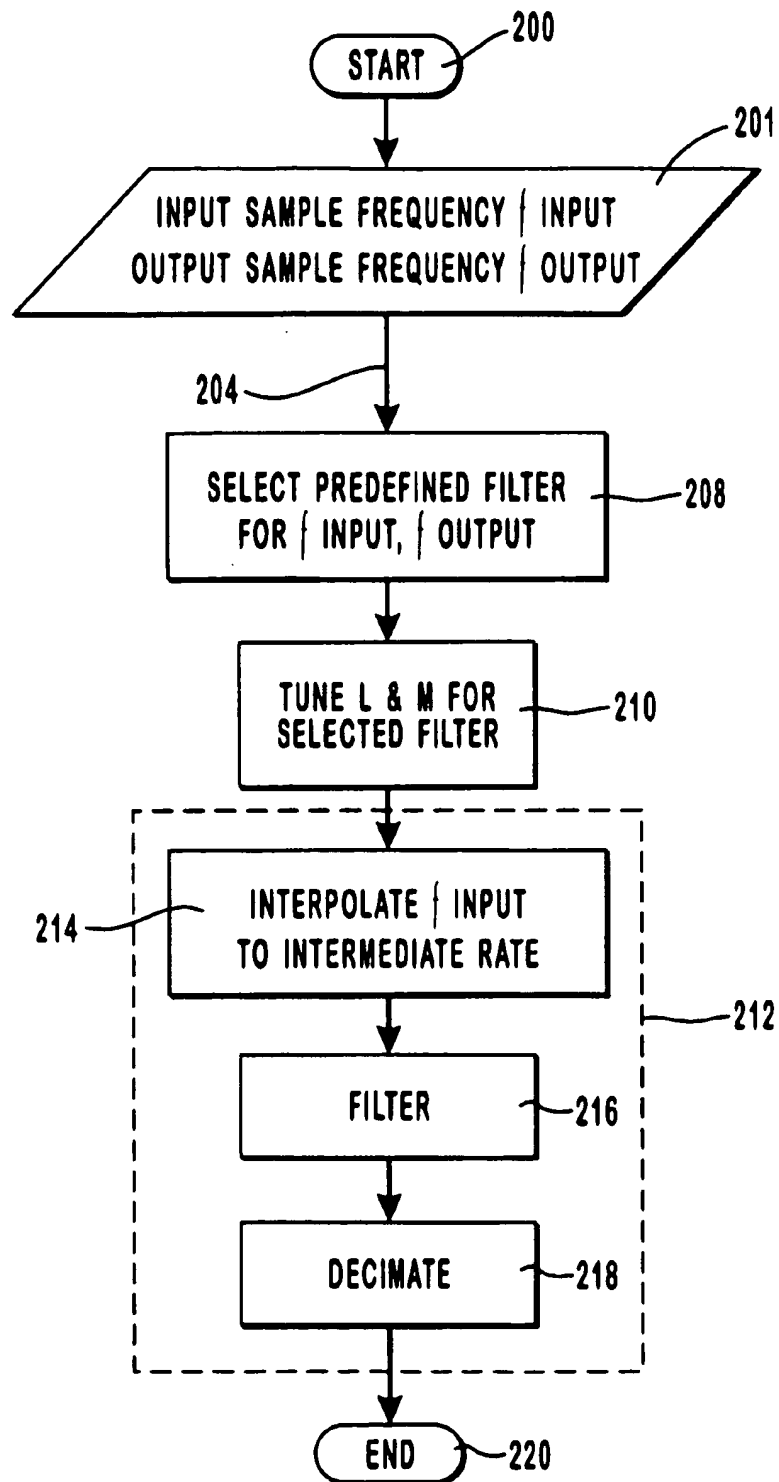 200
START
201
INPUT SAMPLE FREQUENCY ƒ INPUT
OUTPUT SAMPLE FREQUENCY ƒ OUTPUT
204
SELECT PREDEFINED FILTER
FOR ƒ INPUT, ƒ OUTPUT
208
TUNE L & M FOR
SELECTED FILTER
210
INTERPOLATE ƒ INPUT
TO INTERMEDIATE RATE
214
212
FILTER
216
DECIMATE
218
END
220